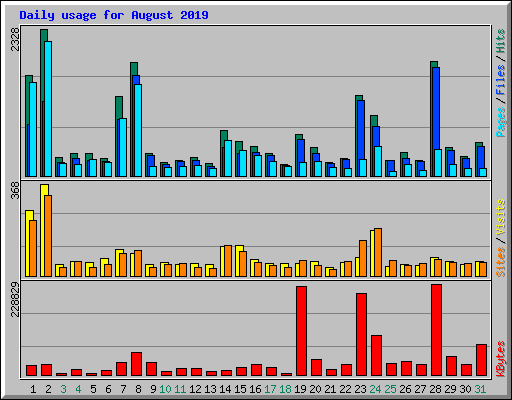 Daily usage for August 2019
2328
368
228829
Pages / Files / Hits
Sites / Visits
KBytes
1 2 3 4 5 6 7 8 9 10 11 12 13 14 15 16 17 18 19 20 21 22 23 24 25 26 27 28 29 30 31